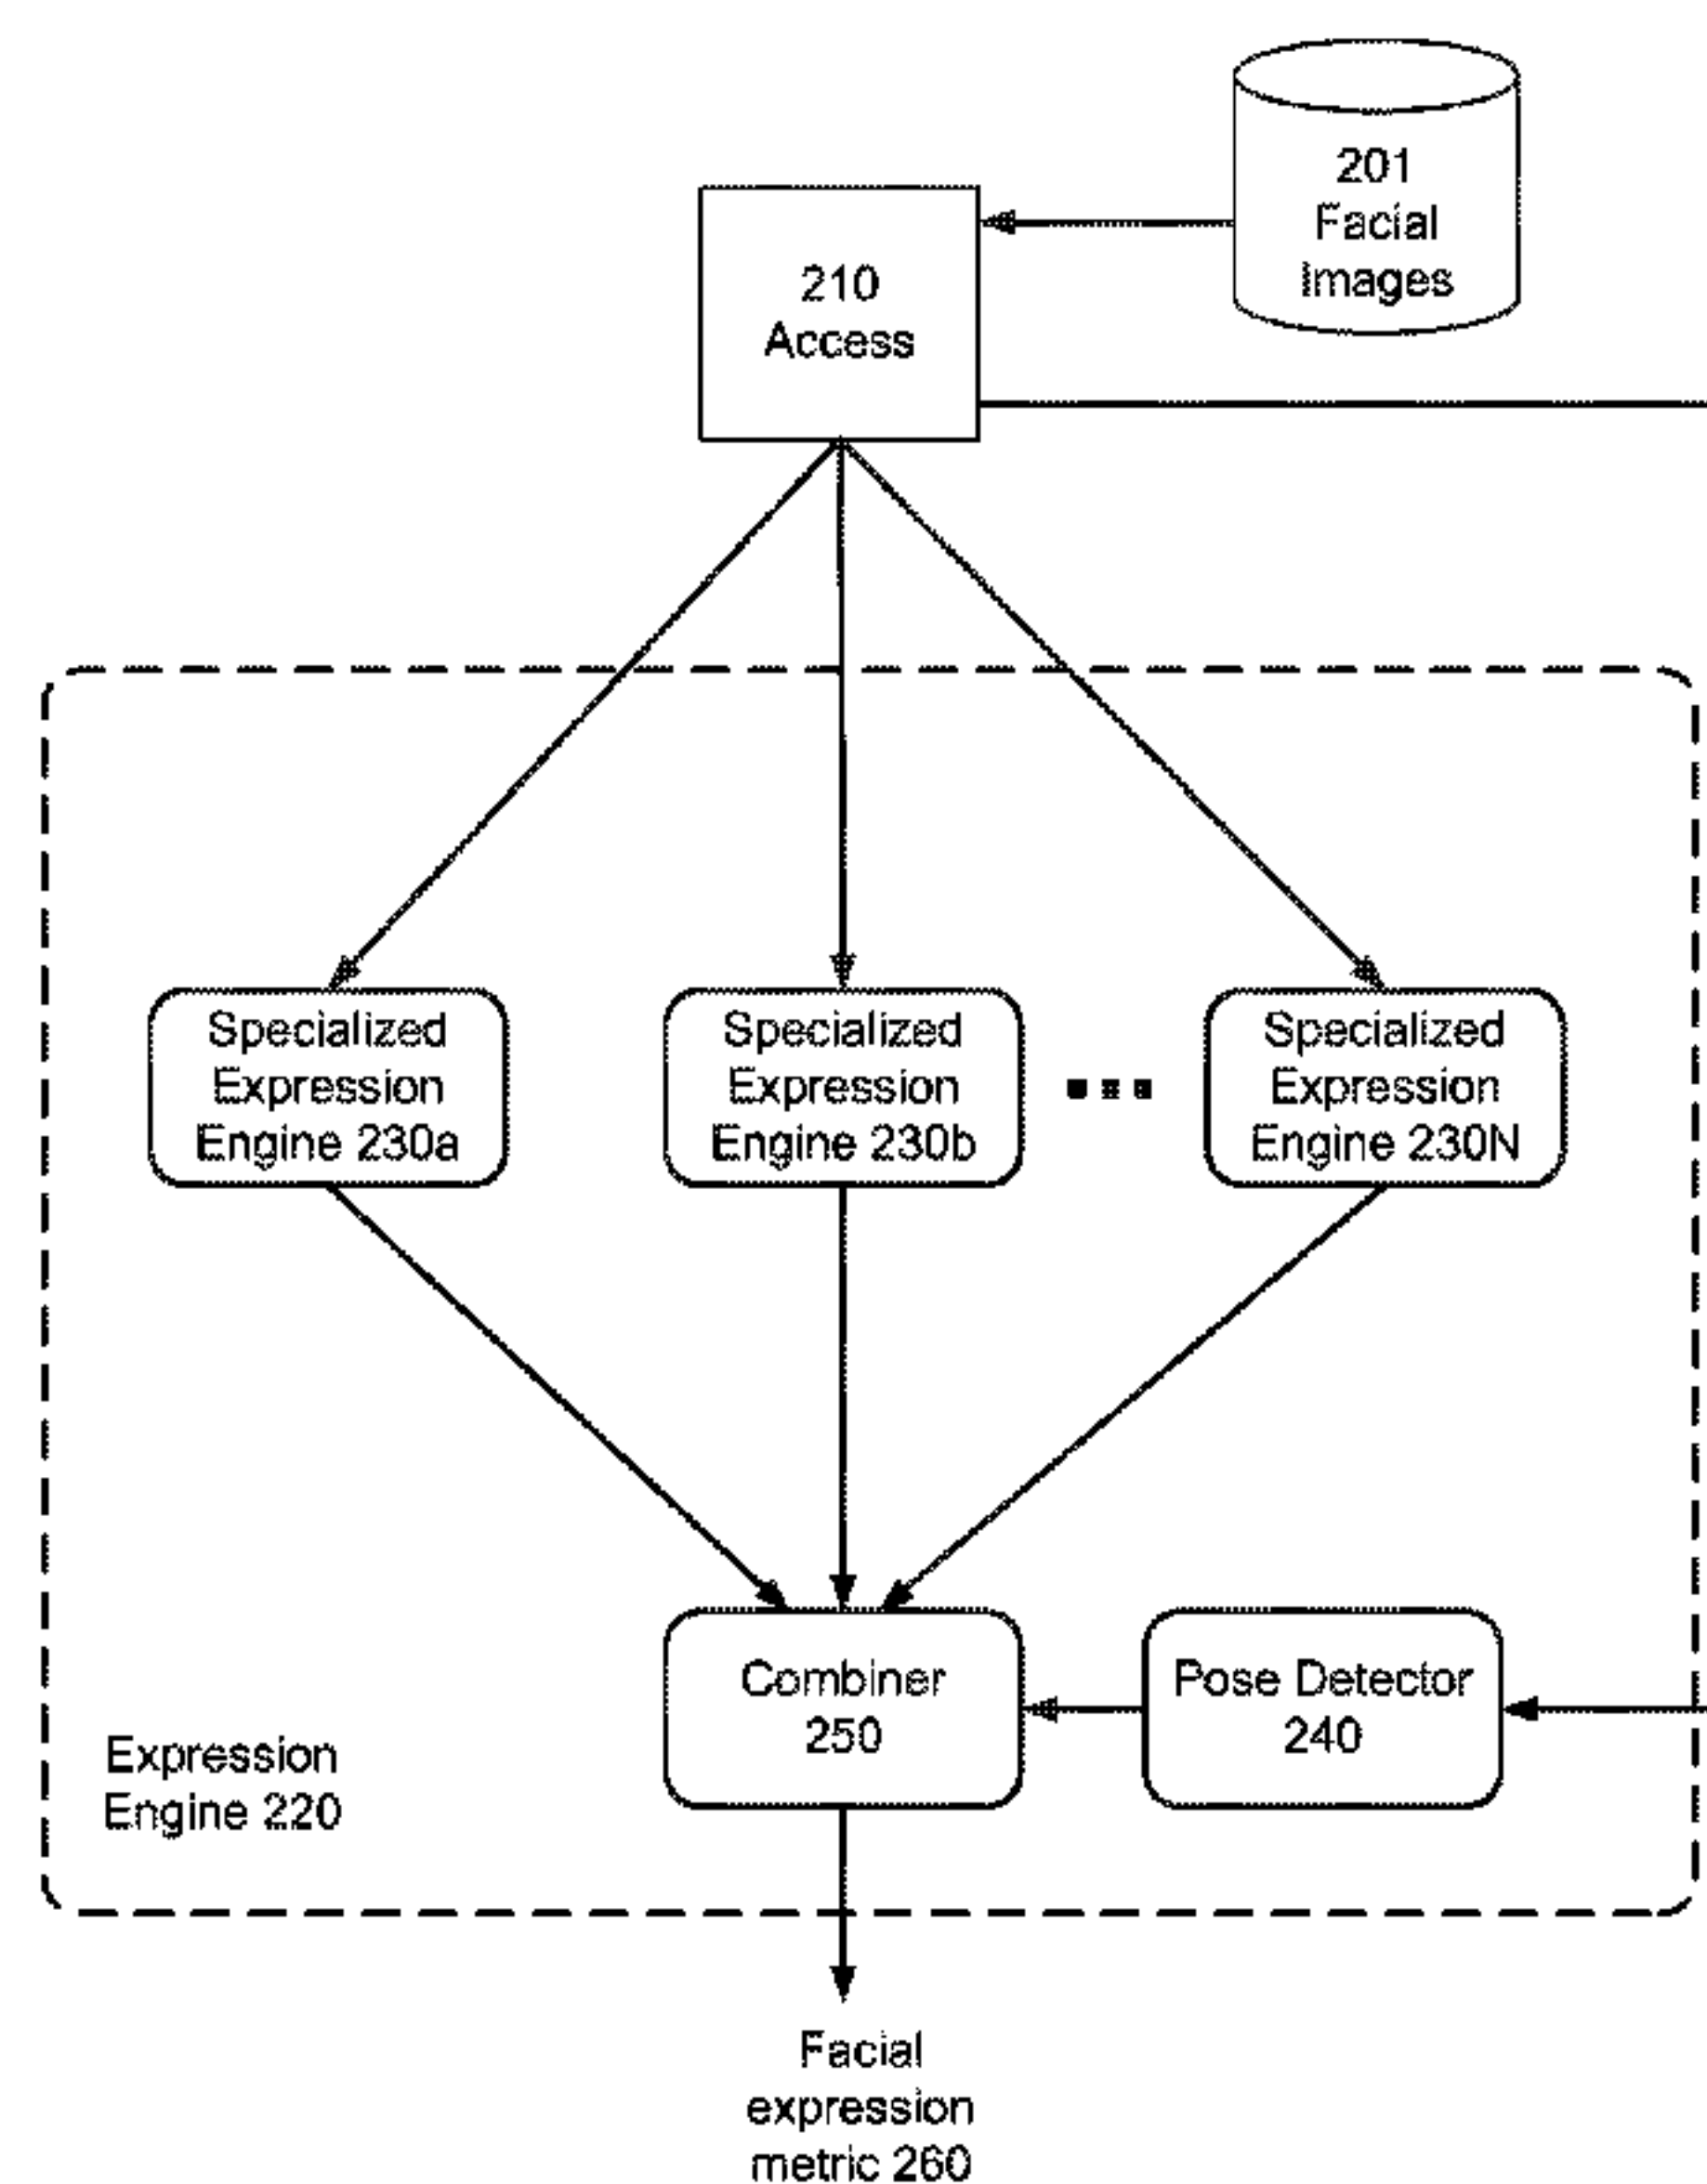 201
Facial
Images
210
Access
Specialized
Expression
Engine 230a
Specialized
Expression
Engine 230b
Specialized
Expression
Engine 230N
Combiner
250
Pose Detector
240
Expression
Engine 220
Facial
expression
metric 260